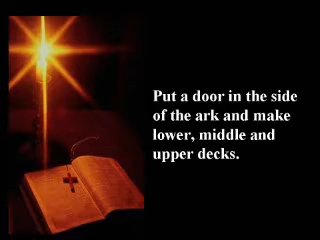 Put a door in the side
of the ark and make
lower, middle and
upper decks.